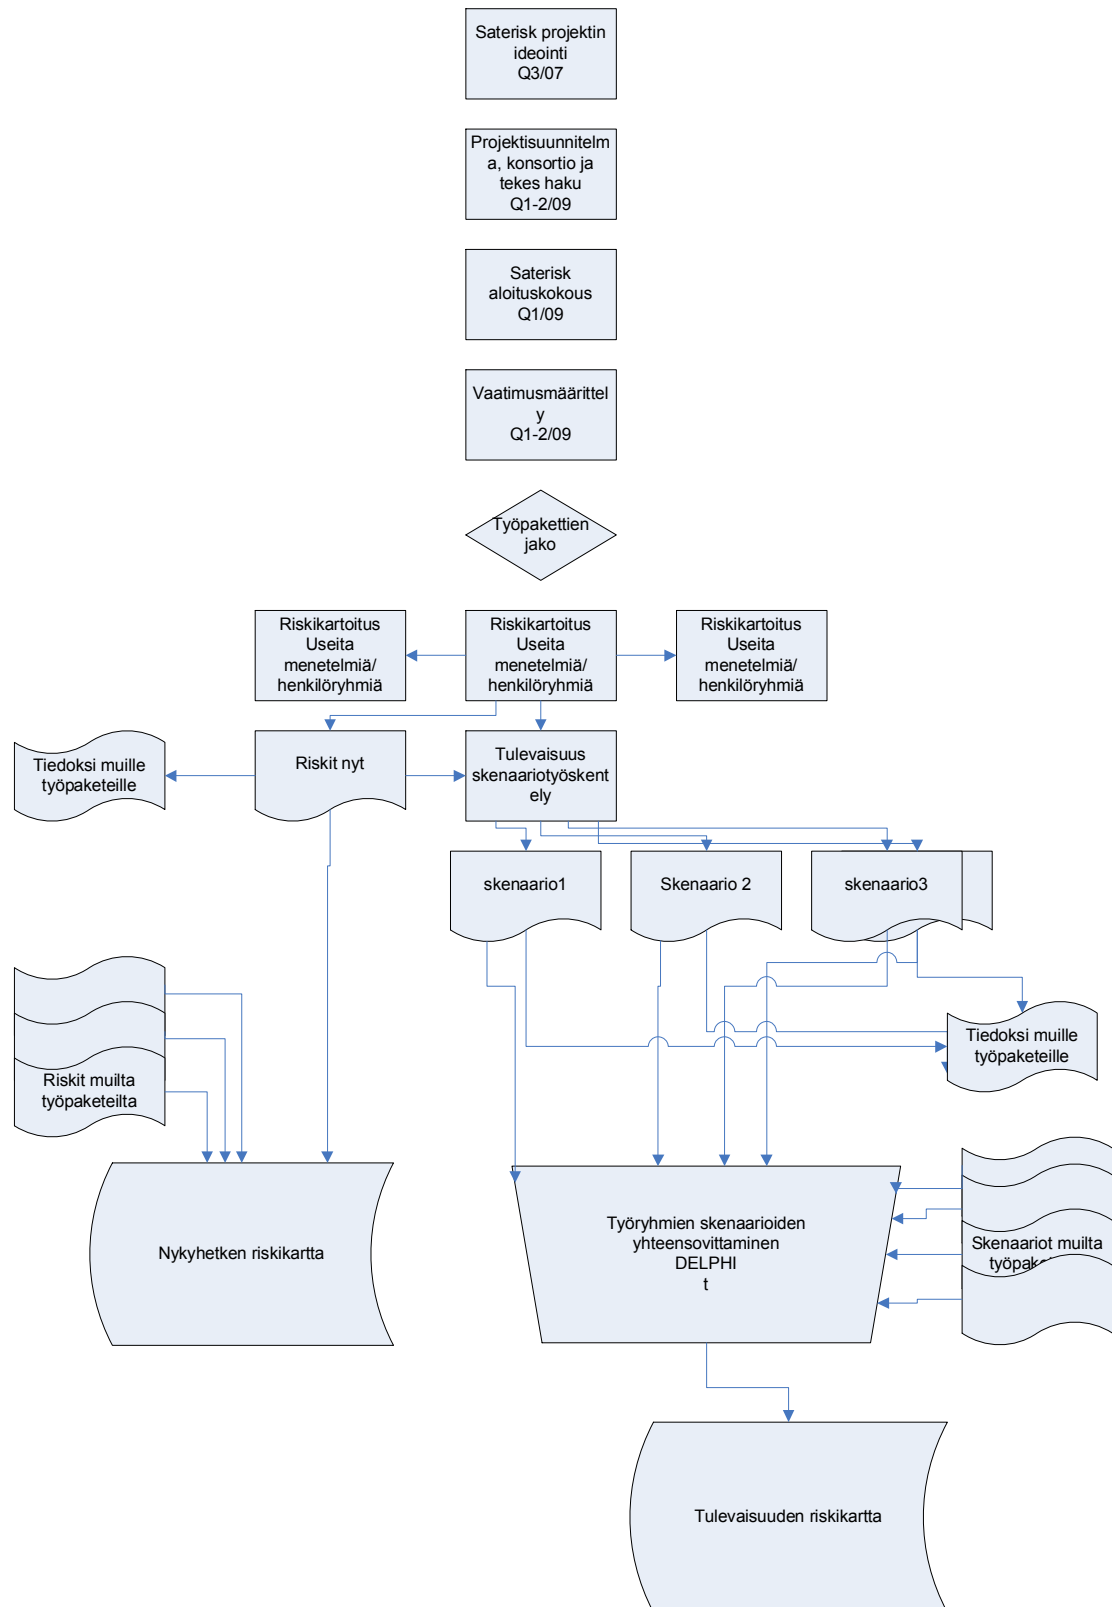 Saterisk projektin
ideointi
Q3/07
Projektisuunnitelm
a, konsortio ja
tekes haku
Q1-2/09
Saterisk
aloituskokous
Q1/09
Vaatimusmäärittel
y
Q1-2/09
Työpakettien
jako
Riskikartoitus
Useita
menetelmiä/
henkilöryhmiä
Riskikartoitus
Useita
menetelmiä/
henkilöryhmiä
Riskikartoitus
Useita
menetelmiä/
henkilöryhmiä
Tiedoksi muille
työpaketeille
Riskit nyt
Tulevaisuus
skenaariotyöskent
ely
skenaario1
Skenaario 2
skenaario3
Tiedoksi muille
työpaketeille
Riskit muilta
työpaketeilta
Nykyhetken riskikartta
Työryhmien skenaarioiden
yhteensovittaminen
DELPHI
t
Skenaariot muilta
Tulevaisuuden riskikartta